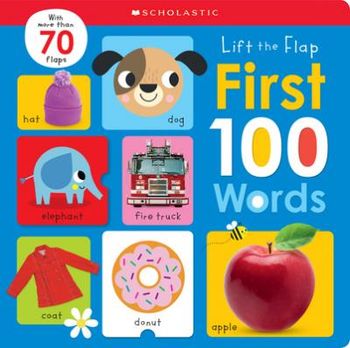 SCHOLASTIC
With
more than
70
flaps
Lift the Flap
First
100
Words
hat
dog
elephant
fire truck
coat
donut
apple